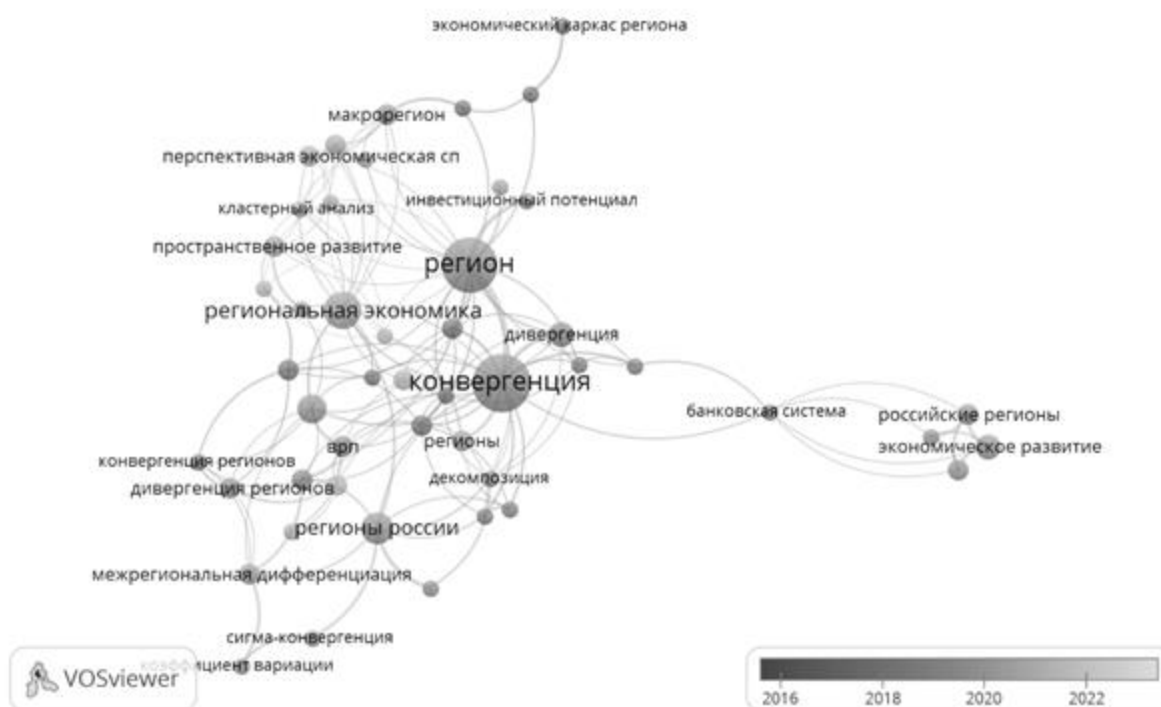 экономический каркас региона
макрорегион
перспективная экономическая сп
кластерный анализ
инвестиционный потенциал
пространственное развитие
регион
региональная экономика
дивергенция
конвергенция
банковская система
российские регионы
экономическое развитие
врп
регионы
конвергенция регионов
декомпозиция
дивергенция регионов
регионы россии
межрегиональная дифференциация
сигма-конвергенция
коэффициент вариации
VOSviewer
2016 2018 2020 2022